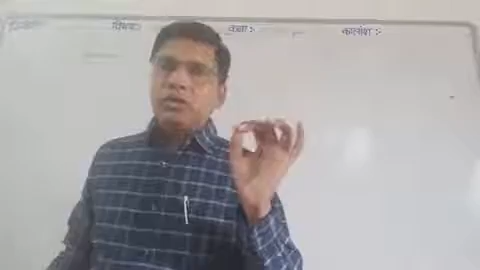 विषय:- कक्षा :- कालांश :-